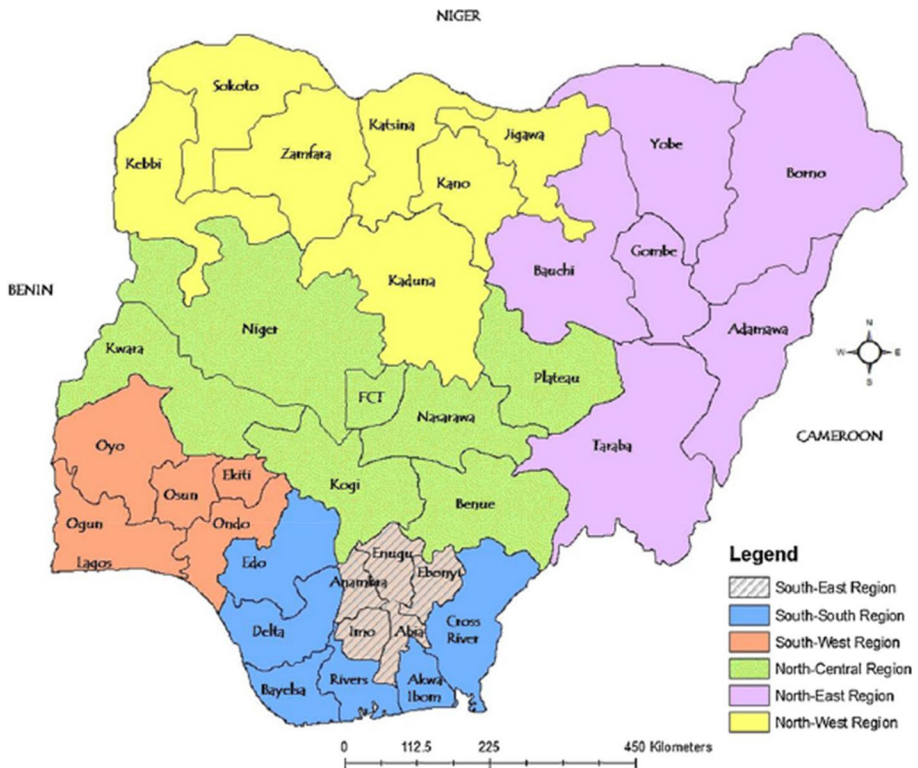 NIGER
Sokoto
Katsina
Jigawa
Yobe
Kebbi
Zamfara
Kano
Borno
Gombe
Bauchi
Kaduna
BENIN
Niger
Adamawa
Kwara
N
W
E
S
Plateau
FCT
Nasarawa
CAMEROON
Oyo
Taraba
Ekiti
Osun
Kogi
Benue
Ogun
Ondo
Lagos
Edo
Enugu
Ebonyi
Anambra
Delta
Imo
Abia
Cross
River
Bayelsa
Rivers
Akwa
Ibom
Legend
South-East Region
South-South Region
South-West Region
North-Central Region
North-East Region
North-West Region
0 112.5 225 450 Kilometers